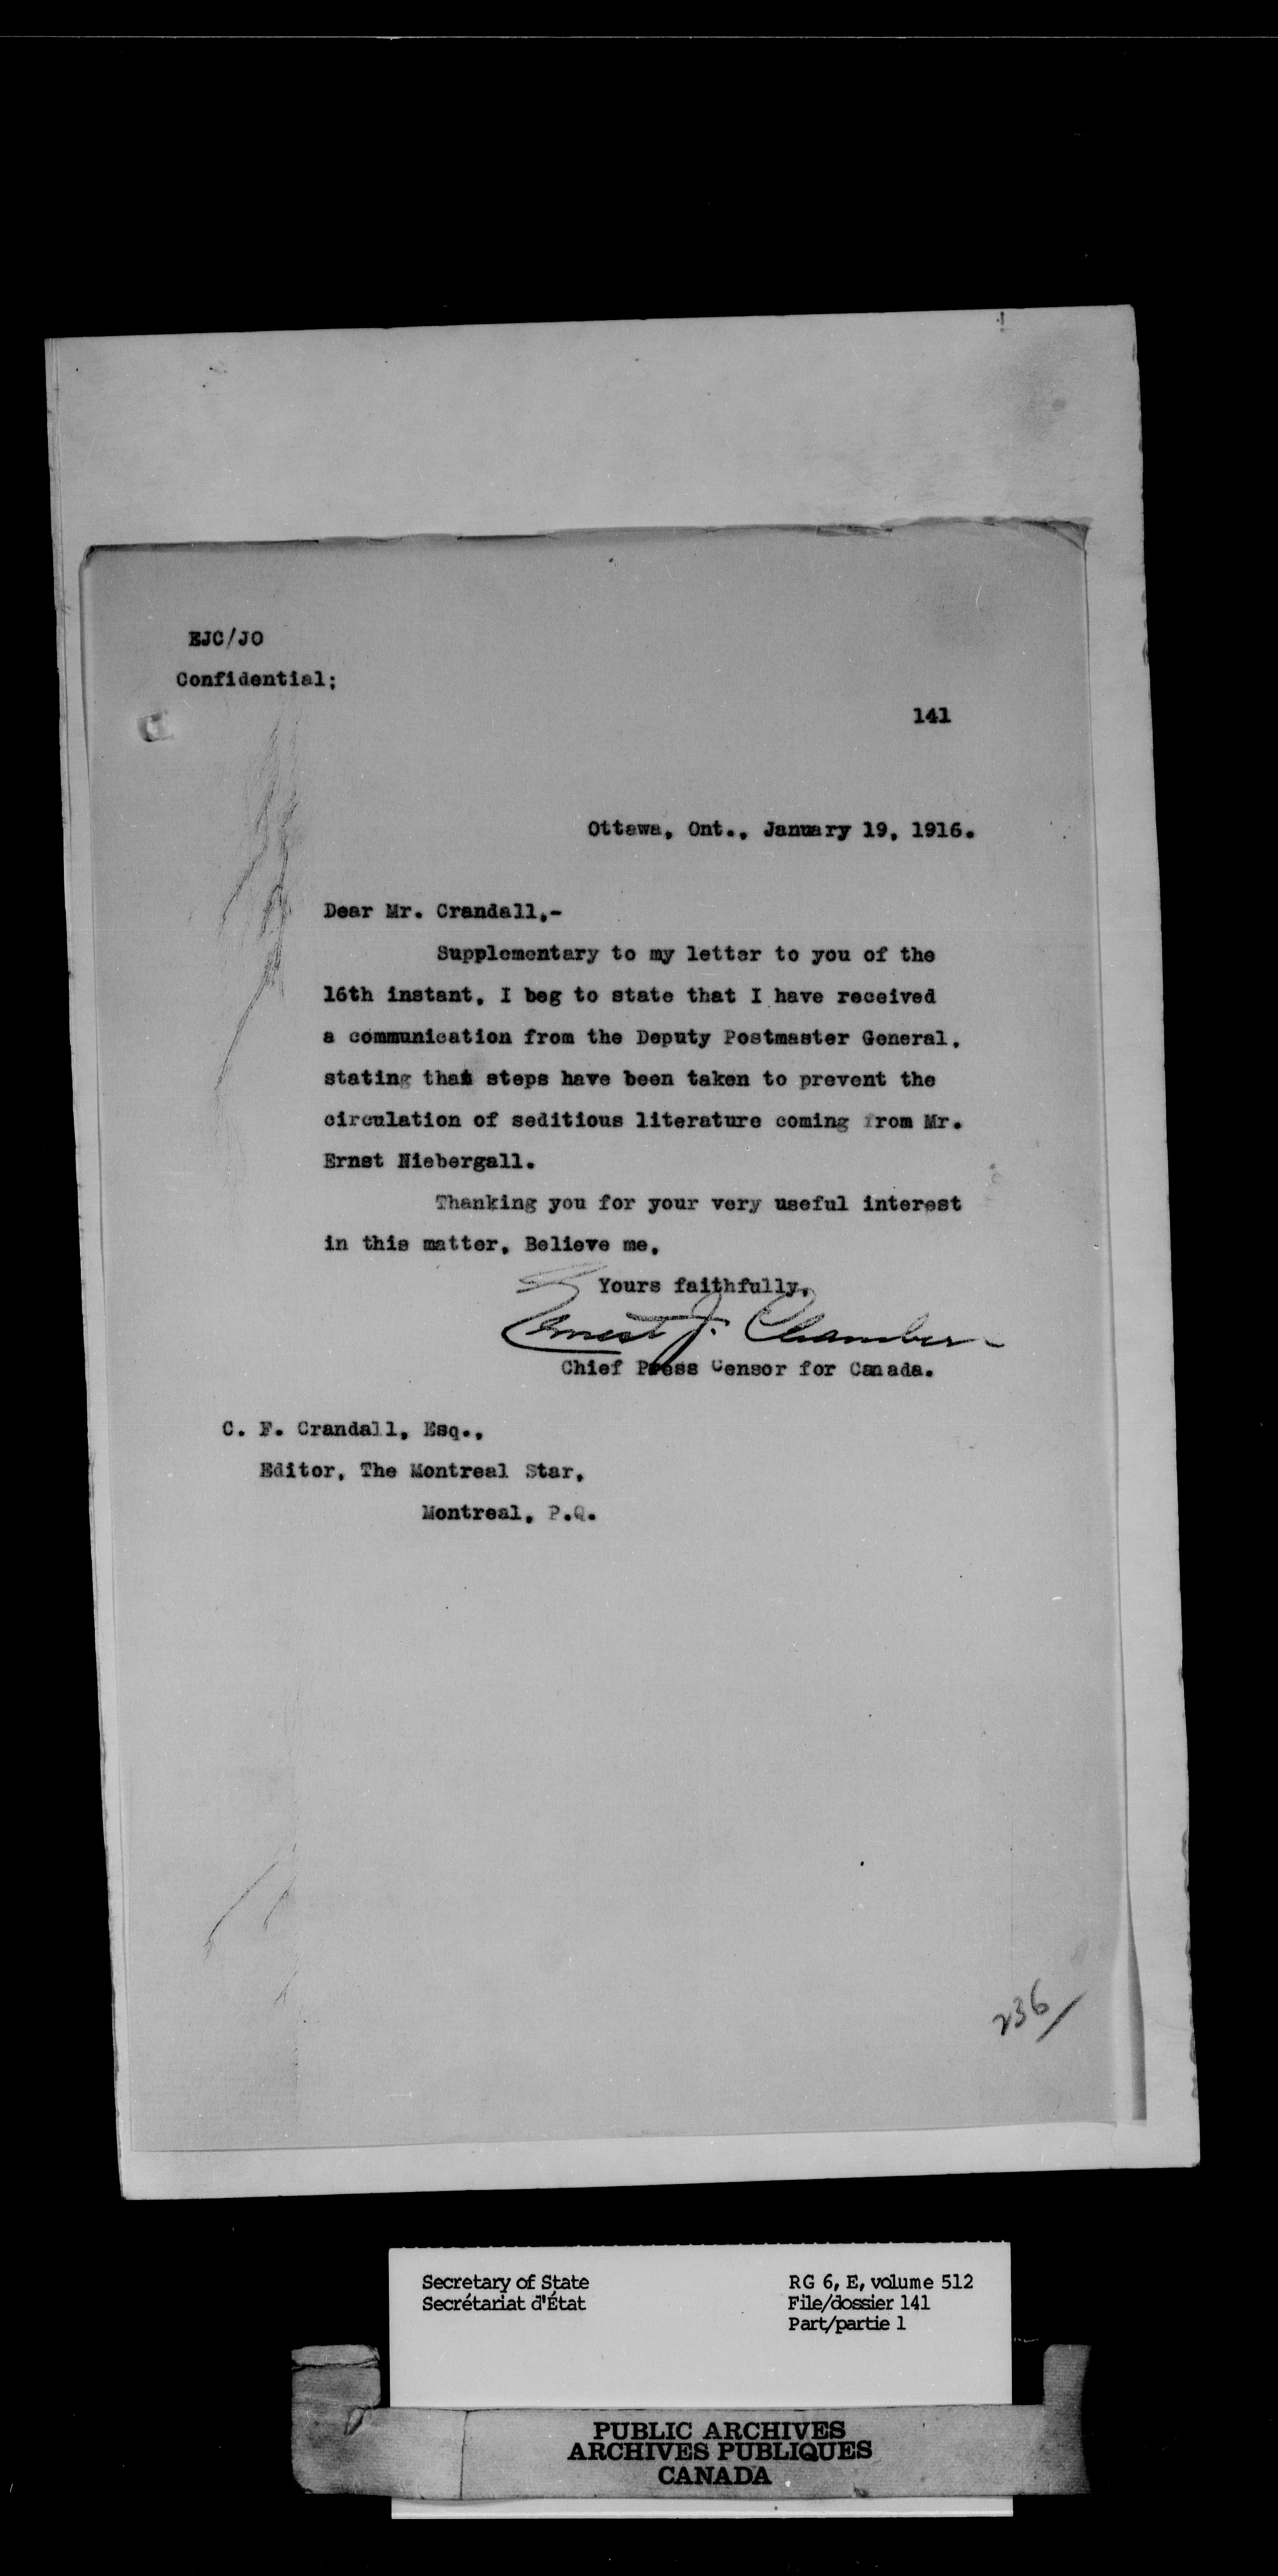 EJC/JO
Confidential;
141
Ottawa, Ont., January 19, 1916.
Dear Mr. Crandall,-
Supplementary to my letter to you of the
16th instant, I beg to state that I have received
a communication from the Deputy Postmaster General,
stating that steps have been taken to prevent the
circulation of seditious literature coming from Mr.
Ernst Niebergall.
Thanking you for your very useful interest
in this matter, Believe me,
Yours faithfully,
Ernest J. Chambers
Chief Press Censor for Canada.
C. F. Crandall, Esq.,
Editor, The Montreal Star,
Montreal, P.Q.
236/
Secretary of State
Secrétariat d'État
RG 6, E, volume 512
File/dossier 141
Part/partie 1
PUBLIC ARCHIVES
ARCHIVES PUBLIQUES
CANADA